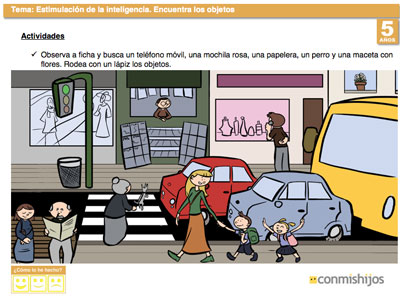 Tema: Estimulación de la inteligencia. Encuentra los objetos
5
AÑOS
Actividades
Observa a ficha y busca un teléfono móvil, una mochila rosa, una papelera, un perro y una maceta con
flores. Rodea con un lápiz los objetos.
¿Cómo lo he hecho?
conmishijos